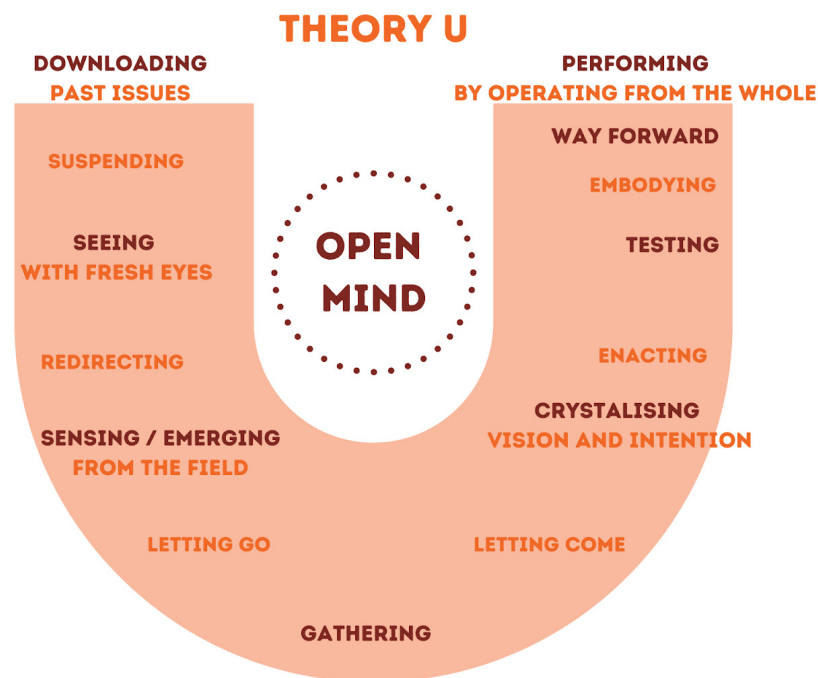 THEORY U
DOWNLOADING
PAST ISSUES
SUSPENDING
SEEING
WITH FRESH EYES
REDIRECTING
SENSING / EMERGING
FROM THE FIELD
LETTING GO
GATHERING
OPEN
MIND
PERFORMING
BY OPERATING FROM THE WHOLE
WAY FORWARD
EMBODYING
TESTING
ENACTING
CRYSTALISING
VISION AND INTENTION
LETTING COME